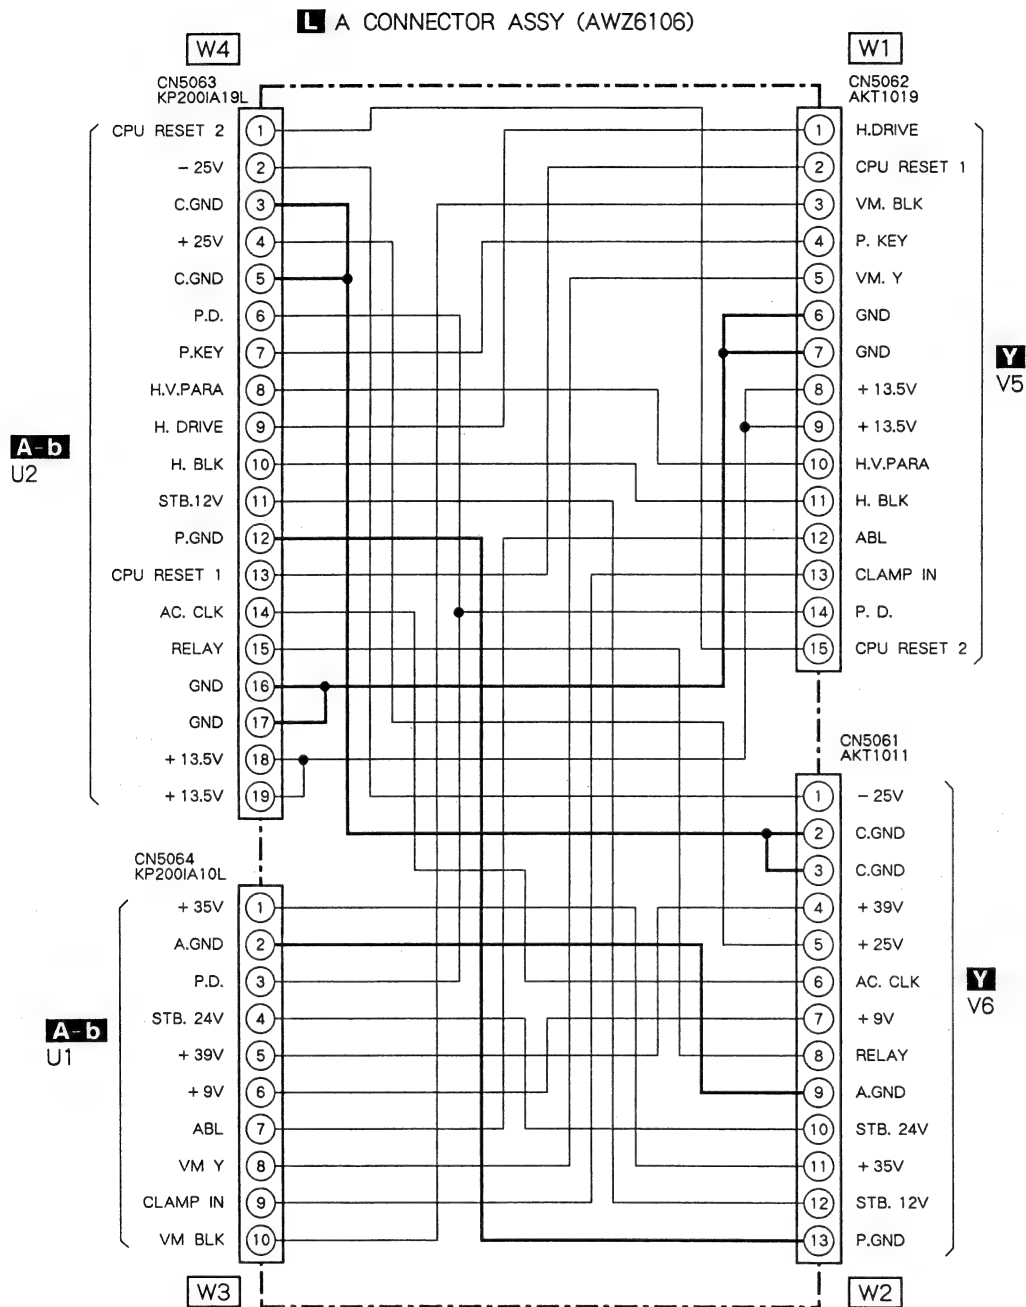 L A CONNECTOR ASSY (AWZ6106)
W4
CN5063
KP200IA19L
CPU RESET 2 1
- 25V 2
C.GND 3
+ 25V 4
C.GND 5
P.D. 6
P.KEY 7
H.V.PARA 8
H. DRIVE 9
H. BLK 10
STB.12V 11
P.GND 12
CPU RESET 1 13
AC. CLK 14
RELAY 15
GND 16
GND 17
+ 13.5V 18
+ 13.5V 19
A-b
U2
W1
CN5062
AKT1019
1 H.DRIVE
2 CPU RESET 1
3 VM. BLK
4 P. KEY
5 VM. Y
6 GND
7 GND
8 + 13.5V
9 + 13.5V
10 H.V.PARA
11 H. BLK
12 ABL
13 CLAMP IN
14 P. D.
15 CPU RESET 2
Y
V5
CN5064
KP200IA10L
+ 35V 1
A.GND 2
P.D. 3
STB. 24V 4
+ 39V 5
+ 9V 6
ABL 7
VM Y 8
CLAMP IN 9
VM BLK 10
A-b
U1
W3
CN5061
AKT1011
1 - 25V
2 C.GND
3 C.GND
4 + 39V
5 + 25V
6 AC. CLK
7 + 9V
8 RELAY
9 A.GND
10 STB. 24V
11 + 35V
12 STB. 12V
13 P.GND
Y
V6
W2